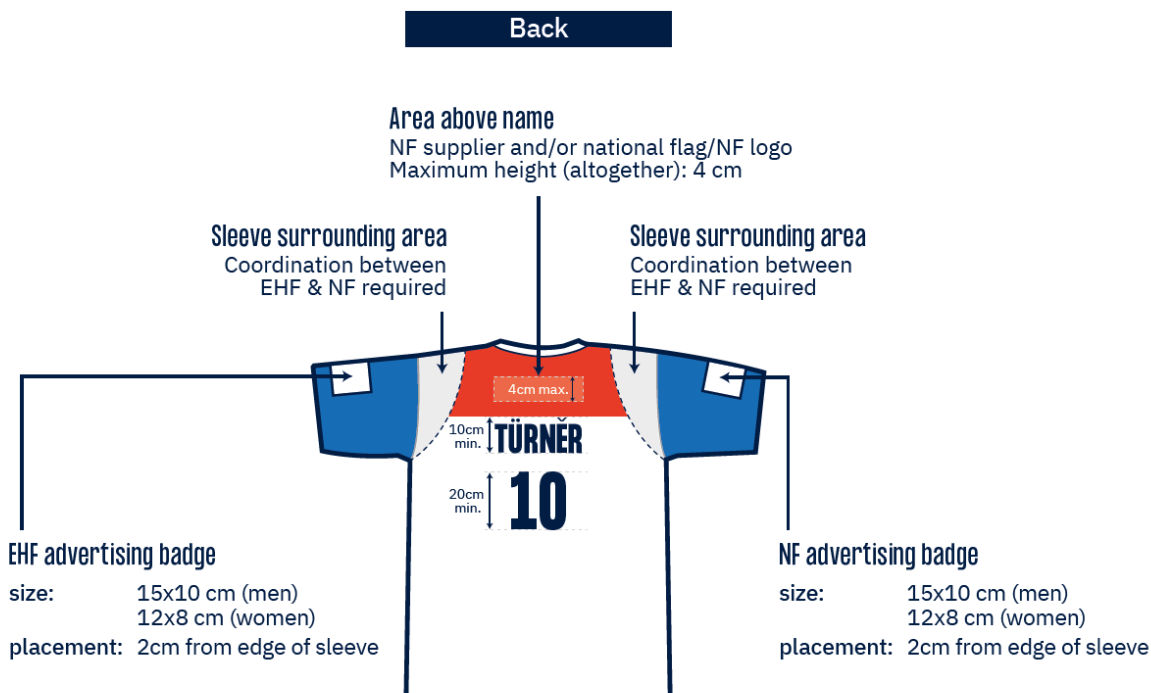 Back
Area above name
NF supplier and/or national flag/NF logo
Maximum height (altogether): 4 cm
Sleeve surrounding area
Coordination between
EHF & NF required
Sleeve surrounding area
Coordination between
EHF & NF required
4cm max.
10cm
min.
TÜRNĚR
20cm
min.
10
EHF advertising badge
size: 15x10 cm (men)
12x8 cm (women)
placement: 2cm from edge of sleeve
NF advertising badge
size: 15x10 cm (men)
12x8 cm (women)
placement: 2cm from edge of sleeve